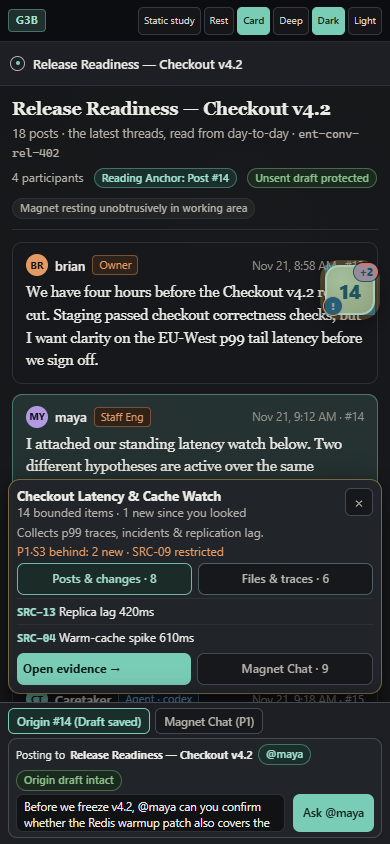 G3B
Static study
Rest
Card
Deep
Dark
Light
Release Readiness — Checkout v4.2
Release Readiness — Checkout v4.2
18 posts · the latest threads, read from day-to-day · ent-conv-
rel-402
4 participants
Reading Anchor: Post #14
Unsent draft protected
Magnet resting unobtrusively in working area
BR brian Owner Nov 21, 8:58 AM
+2
14
!
We have four hours before the Checkout v4.2
cut. Staging passed checkout correctness checks, but
I want clarity on the EU-West p99 tail latency before
we sign off.
MY maya Staff Eng Nov 21, 9:12 AM · #14
I attached our standing latency watch below. Two
different hypotheses are active over the same
Checkout Latency & Cache Watch
×
14 bounded items · 1 new since you looked
Collects p99 traces, incidents & replication lag.
P1·S3 behind: 2 new · SRC-09 restricted
Posts & changes · 8
Files & traces · 6
SRC-13 Replica lag 420ms
SRC-04 Warm-cache spike 610ms
Open evidence →
Magnet Chat · 9
CT Caretaker Agent · codex Nov 21, 9:18 AM · #15
Origin #14 (Draft saved)
Magnet Chat (P1)
Posting to Release Readiness — Checkout v4.2 @maya
Origin draft intact
Before we freeze v4.2, @maya can you confirm
whether the Redis warmup patch also covers the
Ask @maya